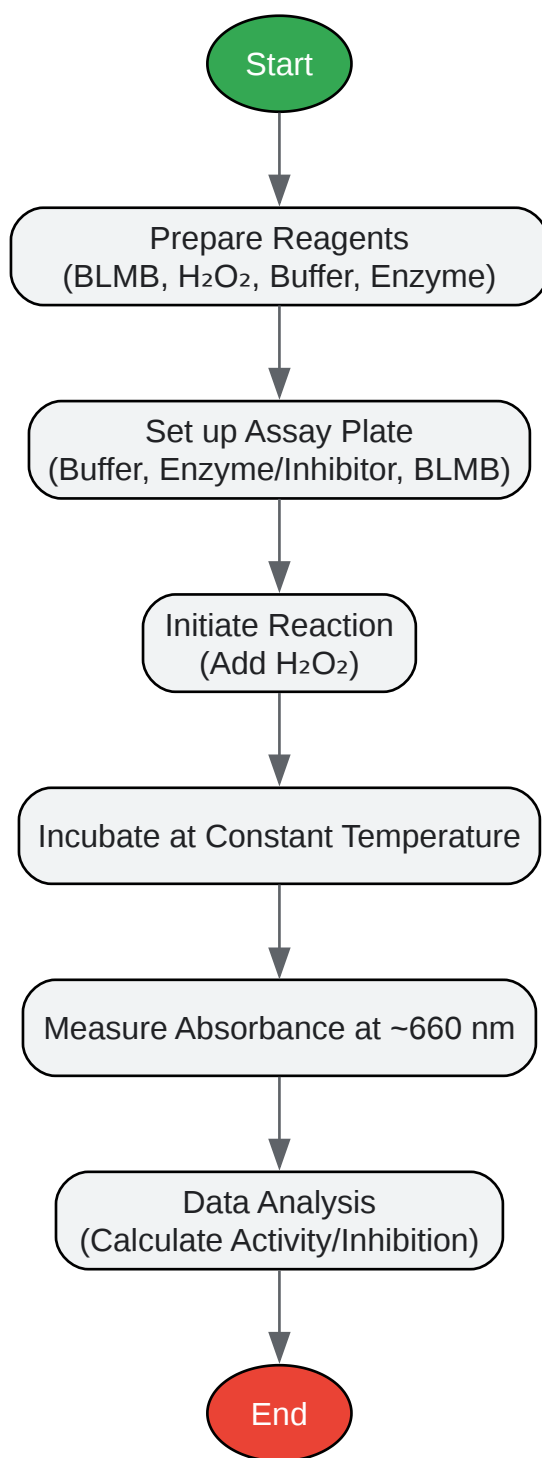 Start
Prepare Reagents
(BLMB, H₂O₂, Buffer, Enzyme)
Set up Assay Plate
(Buffer, Enzyme/Inhibitor, BLMB)
Initiate Reaction
(Add H₂O₂)
Incubate at Constant Temperature
Measure Absorbance at ~660 nm
Data Analysis
(Calculate Activity/Inhibition)
End